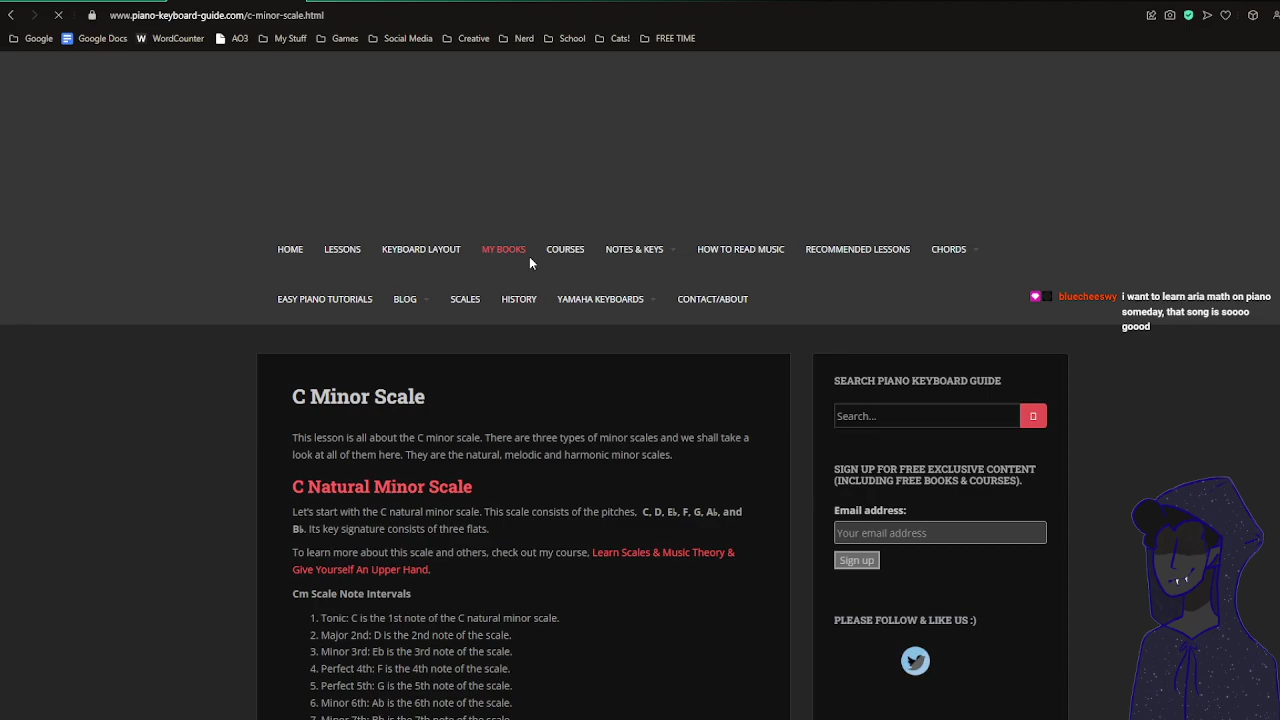 www.piano-keyboard-guide.com/c-minor-scale.html
Google Google Docs W WordCounter AO3 My Stuff Games Social Media Creative Nerd School Cats! FREE TIME
HOME LESSONS KEYBOARD LAYOUT MY BOOKS COURSES NOTES & KEYS HOW TO READ MUSIC RECOMMENDED LESSONS CHORDS
EASY PIANO TUTORIALS BLOG SCALES HISTORY YAMAHA KEYBOARDS CONTACT/ABOUT
bluecheeswy i want to learn aria math on piano
someday, that song is soooo
goood
C Minor Scale
This lesson is all about the C minor scale. There are three types of minor scales and we shall take a
look at all of them here. They are the natural, melodic and harmonic minor scales.
C Natural Minor Scale
Let's start with the C natural minor scale. This scale consists of the pitches, C, D, E♭, F, G, A♭, and
B♭. Its key signature consists of three flats.
To learn more about this scale and others, check out my course, Learn Scales & Music Theory &
Give Yourself An Upper Hand.
Cm Scale Note Intervals
1. Tonic: C is the 1st note of the C natural minor scale.
2. Major 2nd: D is the 2nd note of the scale.
3. Minor 3rd: Eb is the 3rd note of the scale.
4. Perfect 4th: F is the 4th note of the scale.
5. Perfect 5th: G is the 5th note of the scale.
6. Minor 6th: Ab is the 6th note of the scale.
7. Minor 7th: Bb is the 7th note of the scale.
SEARCH PIANO KEYBOARD GUIDE
Search...
SIGN UP FOR FREE EXCLUSIVE CONTENT
(INCLUDING FREE BOOKS & COURSES).
Email address:
Your email address
Sign up
PLEASE FOLLOW & LIKE US :)